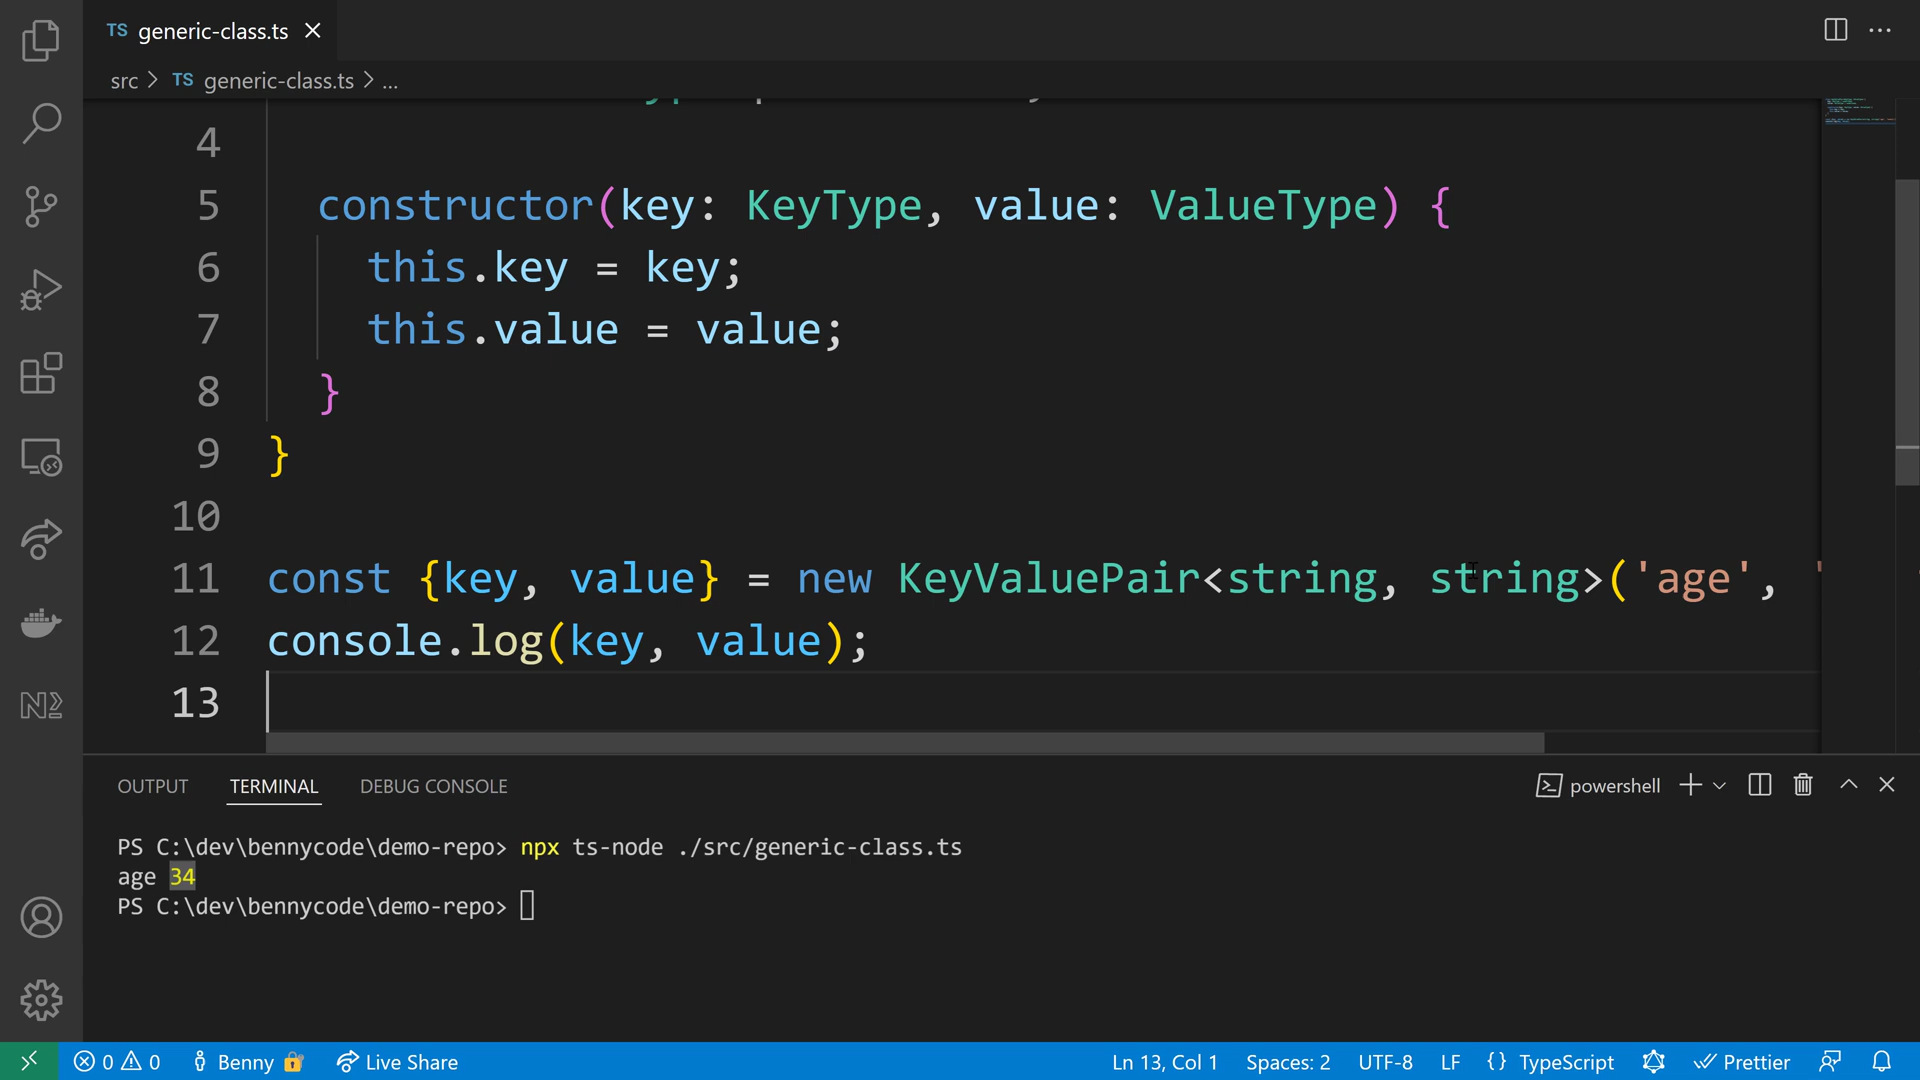 TS generic-class.ts
src > TS generic-class.ts > ...
4
5 constructor(key: KeyType, value: ValueType) {
6 this.key = key;
7 this.value = value;
8 }
9 }
10
11 const {key, value} = new KeyValuePair<string, string>('age', '
12 console.log(key, value);
13
OUTPUT TERMINAL DEBUG CONSOLE powershell
PS C:\dev\bennycode\demo-repo> npx ts-node ./src/generic-class.ts
age 34
PS C:\dev\bennycode\demo-repo>
0 0 Benny Live Share Ln 13, Col 1 Spaces: 2 UTF-8 LF {} TypeScript Prettier